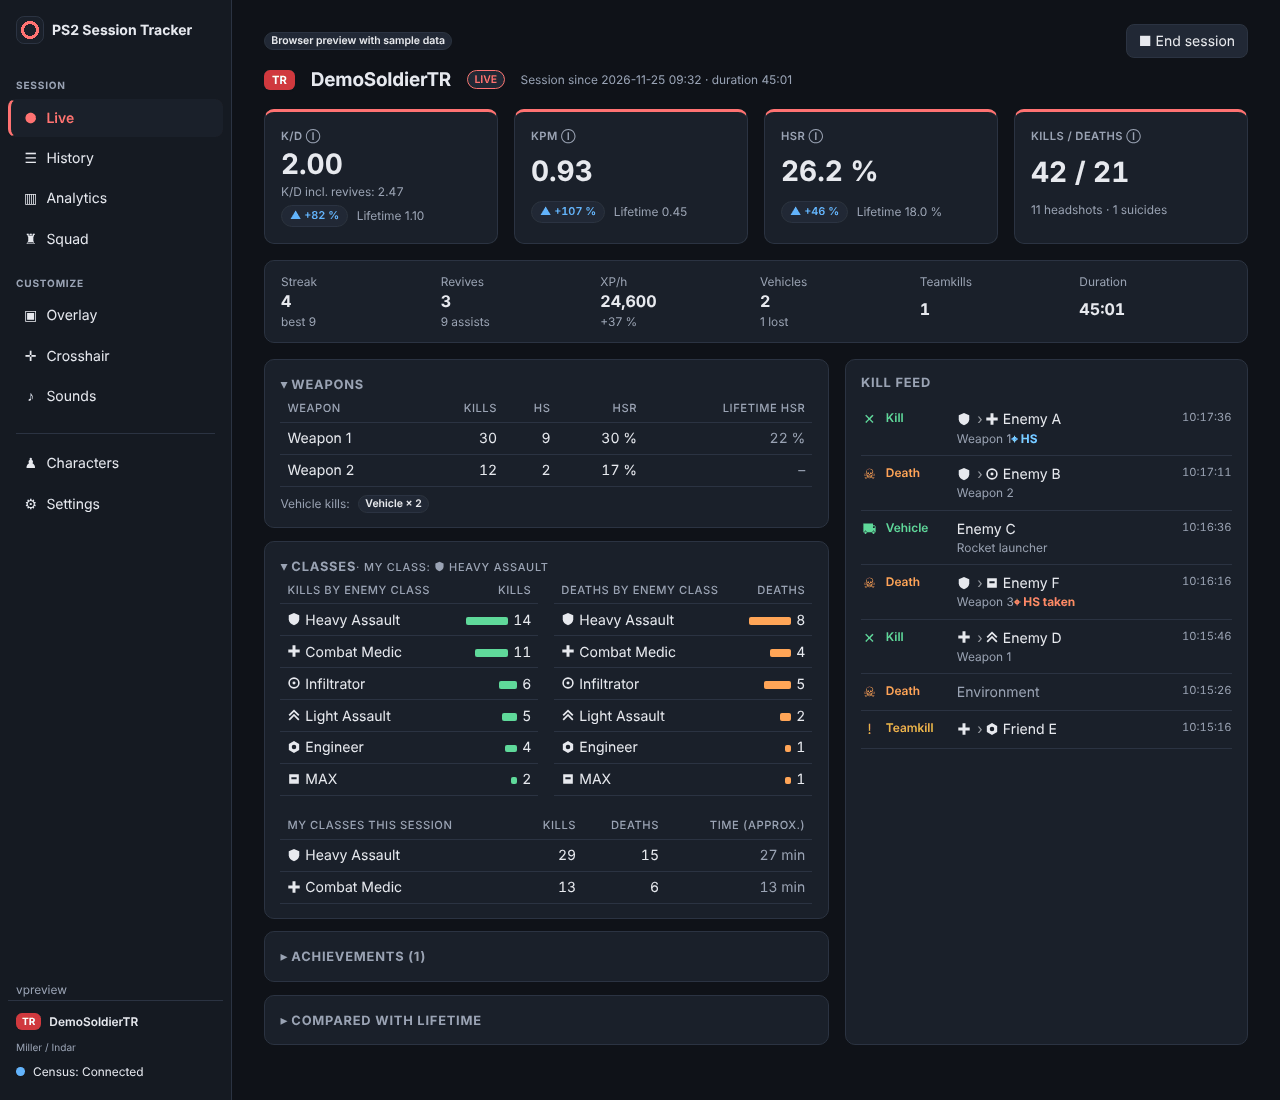 PS2 Session Tracker
SESSION
Live
History
Analytics
Squad
CUSTOMIZE
Overlay
Crosshair
Sounds
Characters
Settings
vpreview
TR DemoSoldierTR
Miller / Indar
Census: Connected
Browser preview with sample data
End session
TR DemoSoldierTR LIVE Session since 2026-11-25 09:32 · duration 45:01
K/D
2.00
K/D incl. revives: 2.47
▲ +82 % Lifetime 1.10
KPM
0.93
▲ +107 % Lifetime 0.45
HSR
26.2 %
▲ +46 % Lifetime 18.0 %
KILLS / DEATHS
42 / 21
11 headshots · 1 suicides
Streak
4
best 9
Revives
3
9 assists
XP/h
24,600
+37 %
Vehicles
2
1 lost
Teamkills
1
Duration
45:01
▾ WEAPONS
WEAPON KILLS HS HSR LIFETIME HSR
Weapon 1 30 9 30 % 22 %
Weapon 2 12 2 17 % –
Vehicle kills: Vehicle × 2
▾ CLASSES · MY CLASS: HEAVY ASSAULT
KILLS BY ENEMY CLASS KILLS
Heavy Assault 14
Combat Medic 11
Infiltrator 6
Light Assault 5
Engineer 4
MAX 2
DEATHS BY ENEMY CLASS DEATHS
Heavy Assault 8
Combat Medic 4
Infiltrator 5
Light Assault 2
Engineer 1
MAX 1
MY CLASSES THIS SESSION KILLS DEATHS TIME (APPROX.)
Heavy Assault 29 15 27 min
Combat Medic 13 6 13 min
▸ ACHIEVEMENTS (1)
▸ COMPARED WITH LIFETIME
KILL FEED
✕ Kill › Enemy A 10:17:36
Weapon 1⌖ HS
☠ Death › Enemy B 10:17:11
Weapon 2
Vehicle Enemy C 10:16:36
Rocket launcher
☠ Death › Enemy F 10:16:16
Weapon 3⌖ HS taken
✕ Kill › Enemy D 10:15:46
Weapon 1
☠ Death Environment 10:15:26
! Teamkill › Friend E 10:15:16